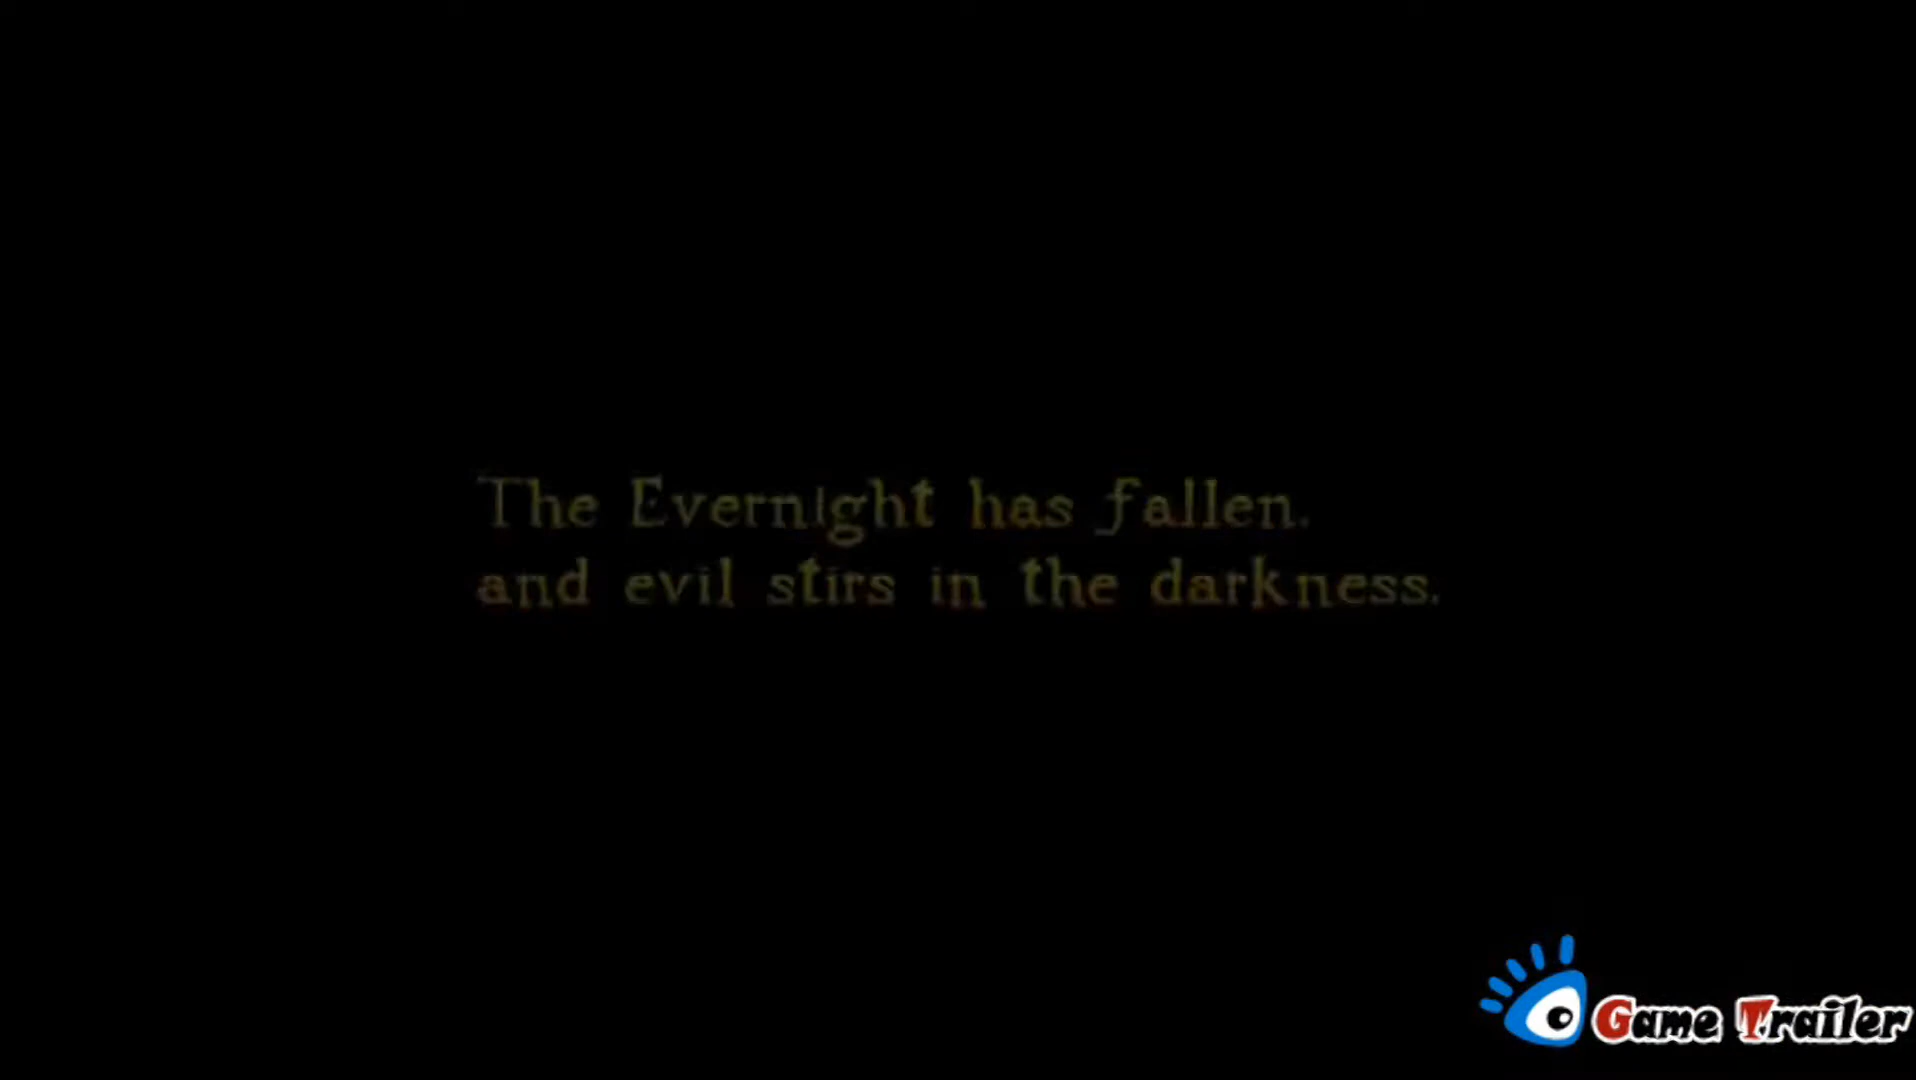 The Evernight has fallen.
and evil stirs in the darkness.
Game Trailer